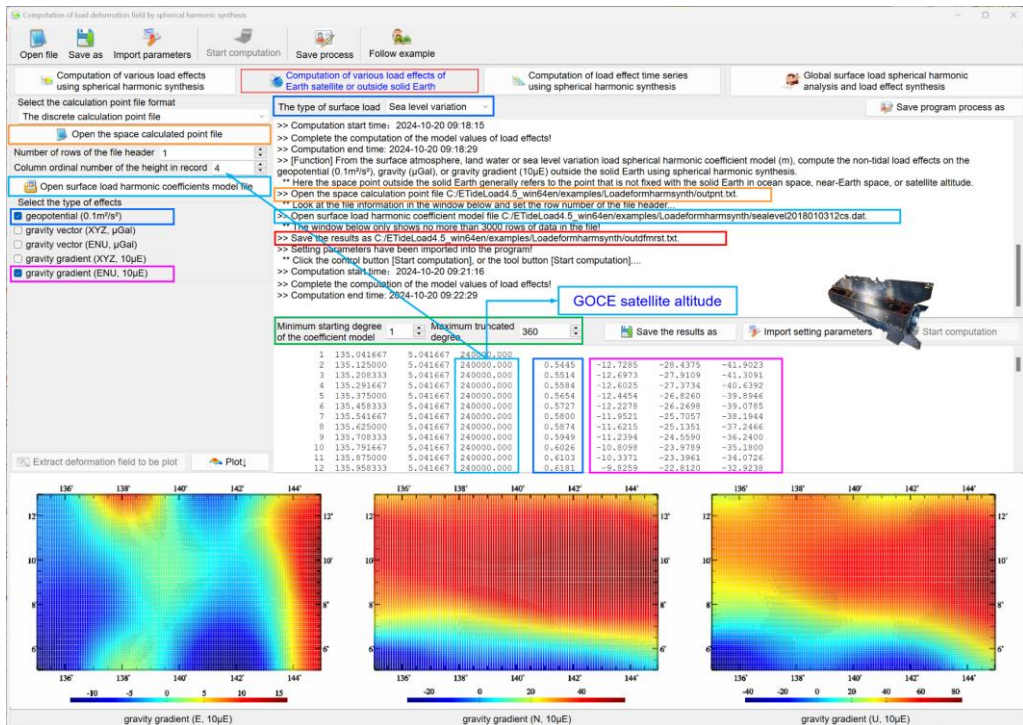 Computation of load deformation field by spherical harmonic synthesis
Open file Save as Import parameters Start computation Save process Follow example
Computation of various load effects using spherical harmonic synthesis
Computation of various load effects of Earth satellite or outside solid Earth
Computation of load effect time series using spherical harmonic synthesis
Global surface load spherical harmonic analysis and load effect synthesis
Select the calculation point file format
The discrete calculation point file
Open the space calculated point file
Number of rows of the file header 1
Column ordinal number of the height in record 4
Open surface load harmonic coefficients model file
Select the type of effects
geopotential (0.1m²/s²)
gravity vector (XYZ, μGal)
gravity vector (ENU, μGal)
gravity gradient (XYZ, 10μE)
gravity gradient (ENU, 10μE)
Extract deformation field to be plot Plot↓
The type of surface load Sea level variation
Save program process as
>> Computation start time: 2024-10-20 09:18:15
>> Complete the computation of the model values of load effects!
>> Computation end time: 2024-10-20 09:18:29
>> [Function] From the surface atmosphere, land water or sea level variation load spherical harmonic coefficient model (m), compute the non-tidal load effects on the
geopotential (0.1m²/s²), gravity (μGal), or gravity gradient (10μE) outside the solid Earth using spherical harmonic synthesis.
** Here the space point outside the solid Earth generally refers to the point that is not fixed with the solid Earth in ocean space, near-Earth space, or satellite altitude.
>> Open the space calculation point file C:/ETideLoad4.5_win64en/examples/Loadeformharmsynth/outpnt.txt.
** Look at the file information in the window below and set the row number of the file header...
>> Open surface load harmonic coefficient model file C:/ETideLoad4.5_win64en/examples/Loadeformharmsynth/sealevel2018010312cs.dat.
** The window below only shows no more than 3000 rows of data in the file!
>> Save the results as C:/ETideLoad4.5_win64en/examples/Loadeformharmsynth/outdfmrst.txt.
>> Setting parameters have been imported into the program!
** Click the control button [Start computation], or the tool button [Start computation]....
>> Computation start time: 2024-10-20 09:21:16
>> Complete the computation of the model values of load effects!
>> Computation end time: 2024-10-20 09:22:29
GOCE satellite altitude
Minimum starting degree of the coefficient model 1 Maximum truncated degree 360
Save the results as Import setting parameters Start computation
1 135.041667 5.041667 240000.000
2 135.125000 5.041667 240000.000 0.5445 -12.7285 -28.4375 -41.9023
3 135.208333 5.041667 240000.000 0.5514 -12.6973 -27.9109 -41.3091
4 135.291667 5.041667 240000.000 0.5584 -12.6025 -27.3734 -40.6392
5 135.375000 5.041667 240000.000 0.5654 -12.4454 -26.8260 -39.8946
6 135.458333 5.041667 240000.000 0.5727 -12.2278 -26.2698 -39.0785
7 135.541667 5.041667 240000.000 0.5800 -11.9521 -25.7057 -38.1944
8 135.625000 5.041667 240000.000 0.5874 -11.6215 -25.1351 -37.2466
9 135.708333 5.041667 240000.000 0.5949 -11.2394 -24.5590 -36.2400
10 135.791667 5.041667 240000.000 0.6026 -10.8098 -23.9789 -35.1800
11 135.875000 5.041667 240000.000 0.6103 -10.3371 -23.3961 -34.0726
12 135.958333 5.041667 240000.000 0.6181 -9.8259 -22.8120 -32.9238
136° 138° 140° 142° 144° 136° 138° 140° 142° 144° 136° 138° 140° 142° 144°
12° 12° 12° 12° 12° 12°
10° 10° 10° 10° 10° 10°
8° 8° 8° 8° 8° 8°
6° 6° 6° 6° 6° 6°
136° 138° 140° 142° 144° 136° 138° 140° 142° 144° 136° 138° 140° 142° 144°
-10 -5 0 5 10 15 -20 0 20 40 -40 -20 0 20 40 60 80
gravity gradient (E, 10μE) gravity gradient (N, 10μE) gravity gradient (U, 10μE)